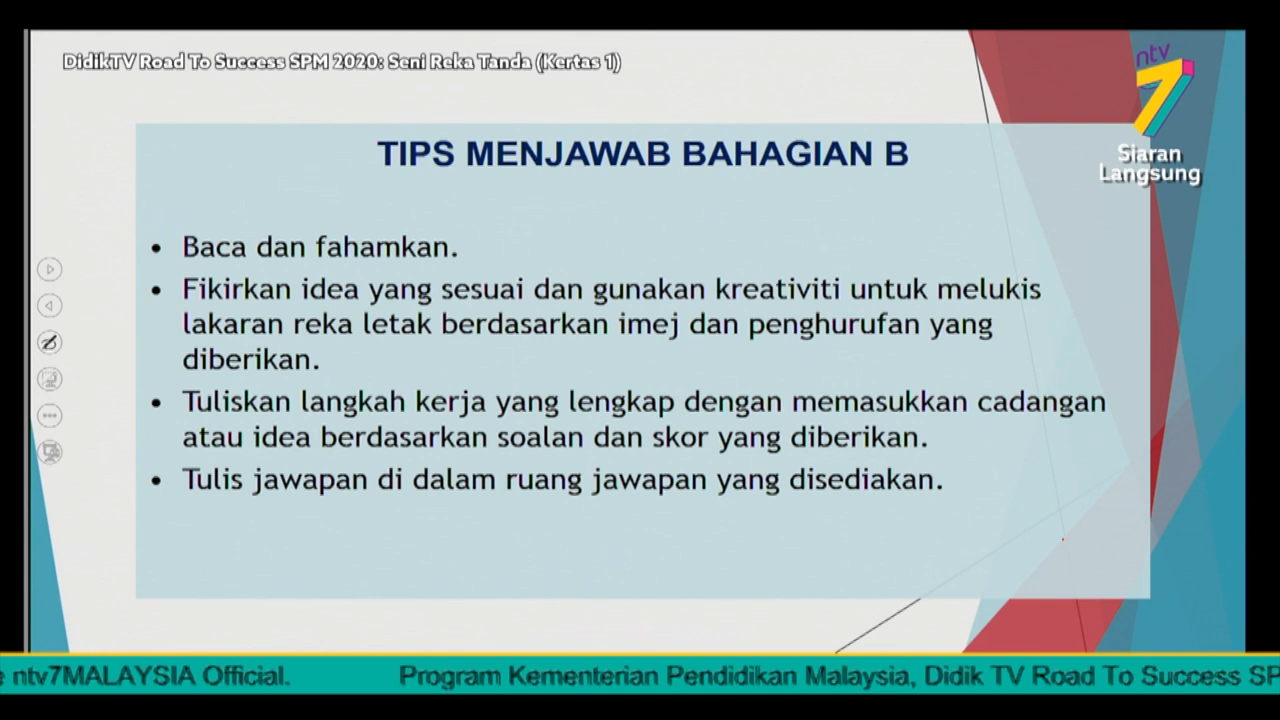 DidikTV Road To Success SPM 2020: Seni Reka Tanda (Kertas 1)
ntv
7
Siaran
Langsung
TIPS MENJAWAB BAHAGIAN B
• Baca dan fahamkan.
• Fikirkan idea yang sesuai dan gunakan kreativiti untuk melukis
lakaran reka letak berdasarkan imej dan penghurufan yang
diberikan.
• Tuliskan langkah kerja yang lengkap dengan memasukkan cadangan
atau idea berdasarkan soalan dan skor yang diberikan.
• Tulis jawapan di dalam ruang jawapan yang disediakan.
ntv7MALAYSIA Official. Program Kementerian Pendidikan Malaysia, Didik TV Road To Success